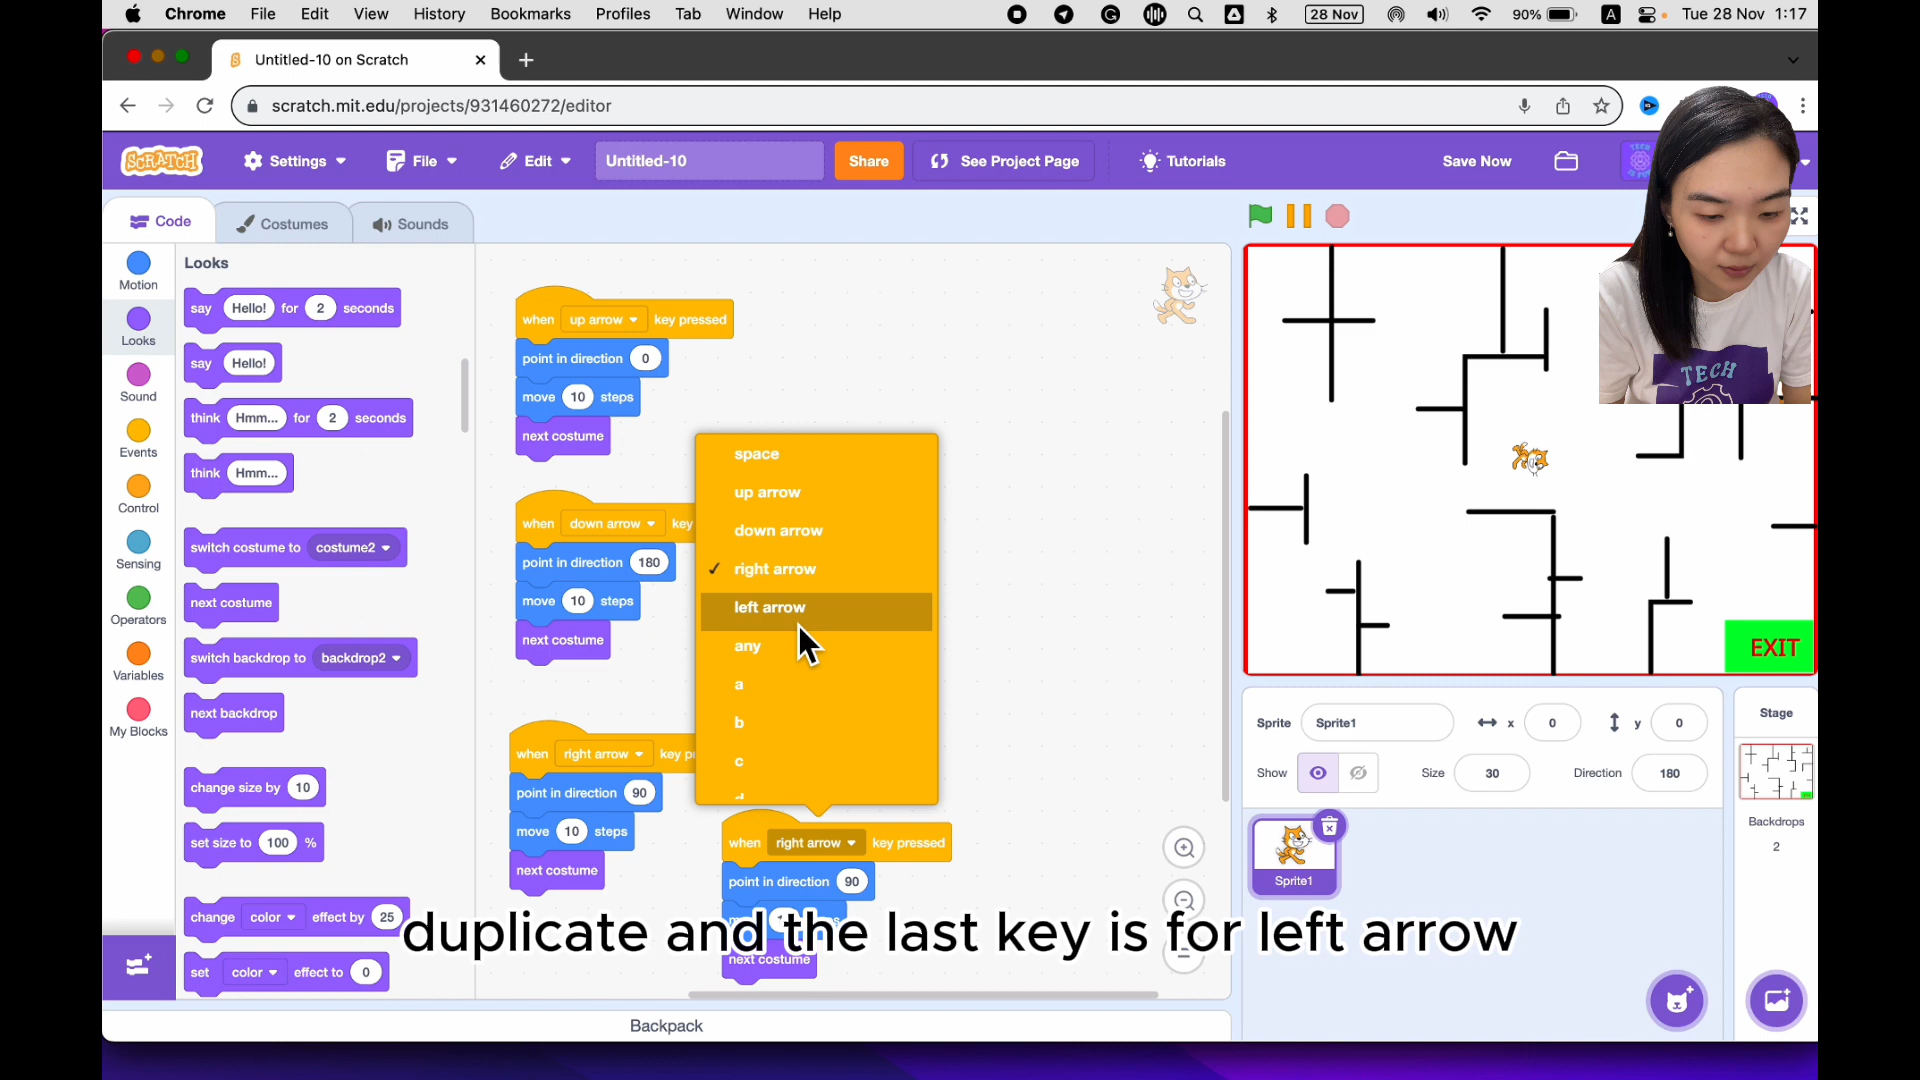 Chrome File Edit View History Bookmarks Profiles Tab Window Help 28 Nov 90% A Tue 28 Nov 1:17
Untitled-10 on Scratch
scratch.mit.edu/projects/931460272/editor
SCRATCH Settings File Edit Untitled-10 Share See Project Page Tutorials Save Now
Code Costumes Sounds
Motion
Looks
Sound
Events
Control
Sensing
Operators
Variables
My Blocks
Looks
say Hello! for 2 seconds
say Hello!
think Hmm... for 2 seconds
think Hmm...
switch costume to costume2
next costume
switch backdrop to backdrop2
next backdrop
change size by 10
set size to 100 %
change color effect by 25
set color effect to 0
when up arrow key pressed
point in direction 0
move 10 steps
next costume
when down arrow key
point in direction 180
move 10 steps
next costume
when right arrow key
point in direction 90
move 10 steps
next costume
space
up arrow
down arrow
✓ right arrow
left arrow
any
a
b
c
when right arrow key pressed
point in direction 90
next costume
duplicate and the last key is for left arrow
Backpack
TECH
EXIT
Sprite Sprite1 x 0 y 0
Show Size 30 Direction 180
Sprite1
Stage
Backdrops
2